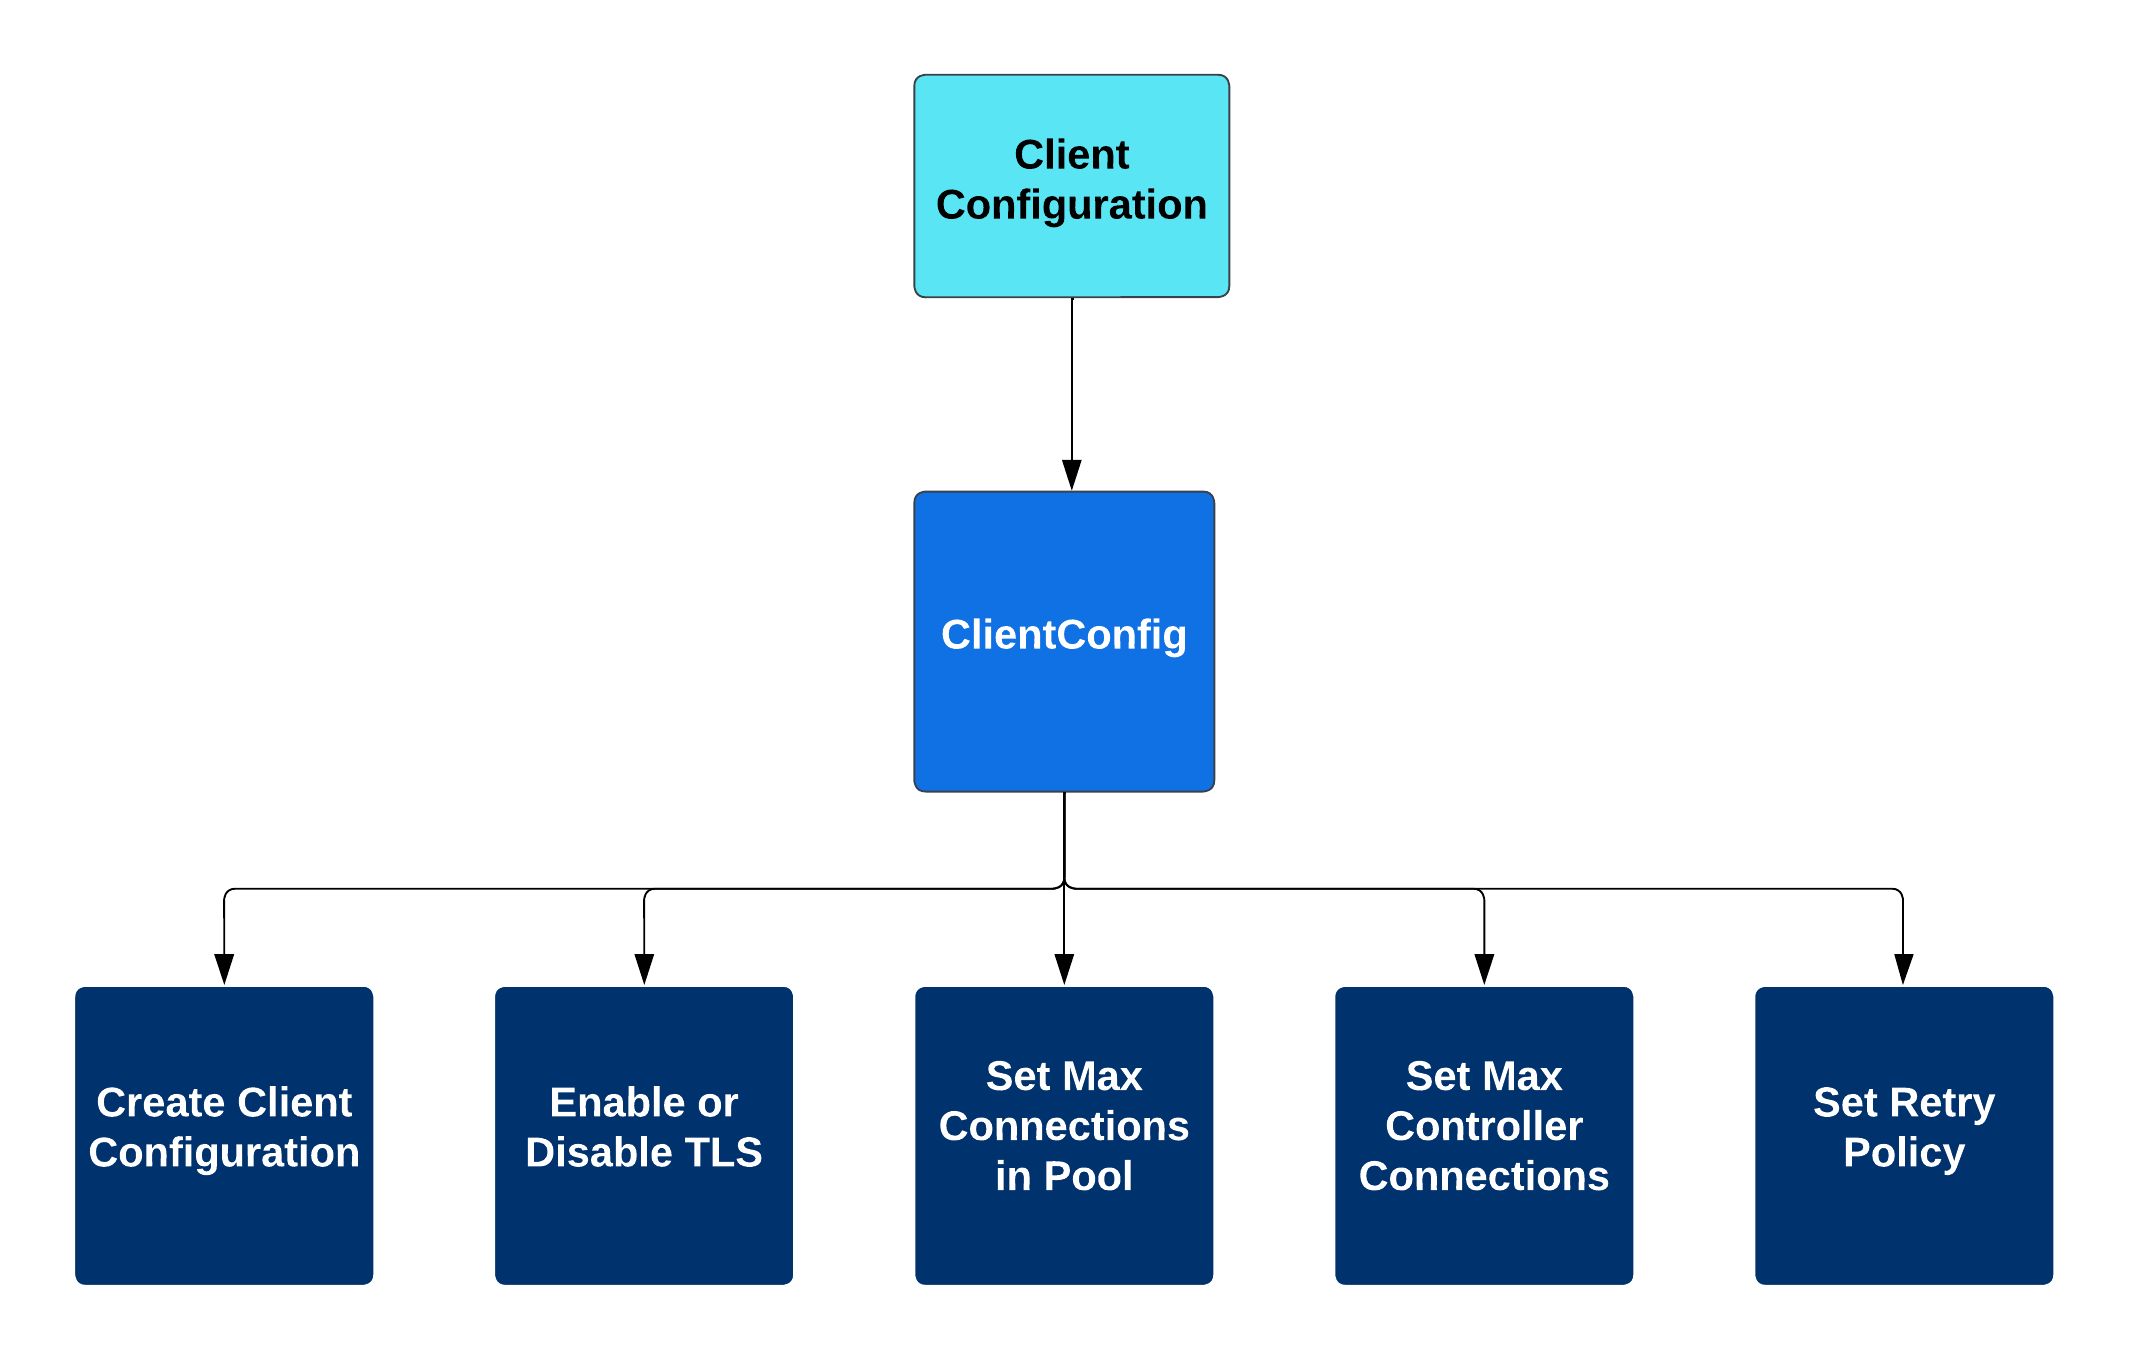 Client
Configuration
ClientConfig
Create Client
Configuration
Enable or
Disable TLS
Set Max
Connections
in Pool
Set Max
Controller
Connections
Set Retry
Policy